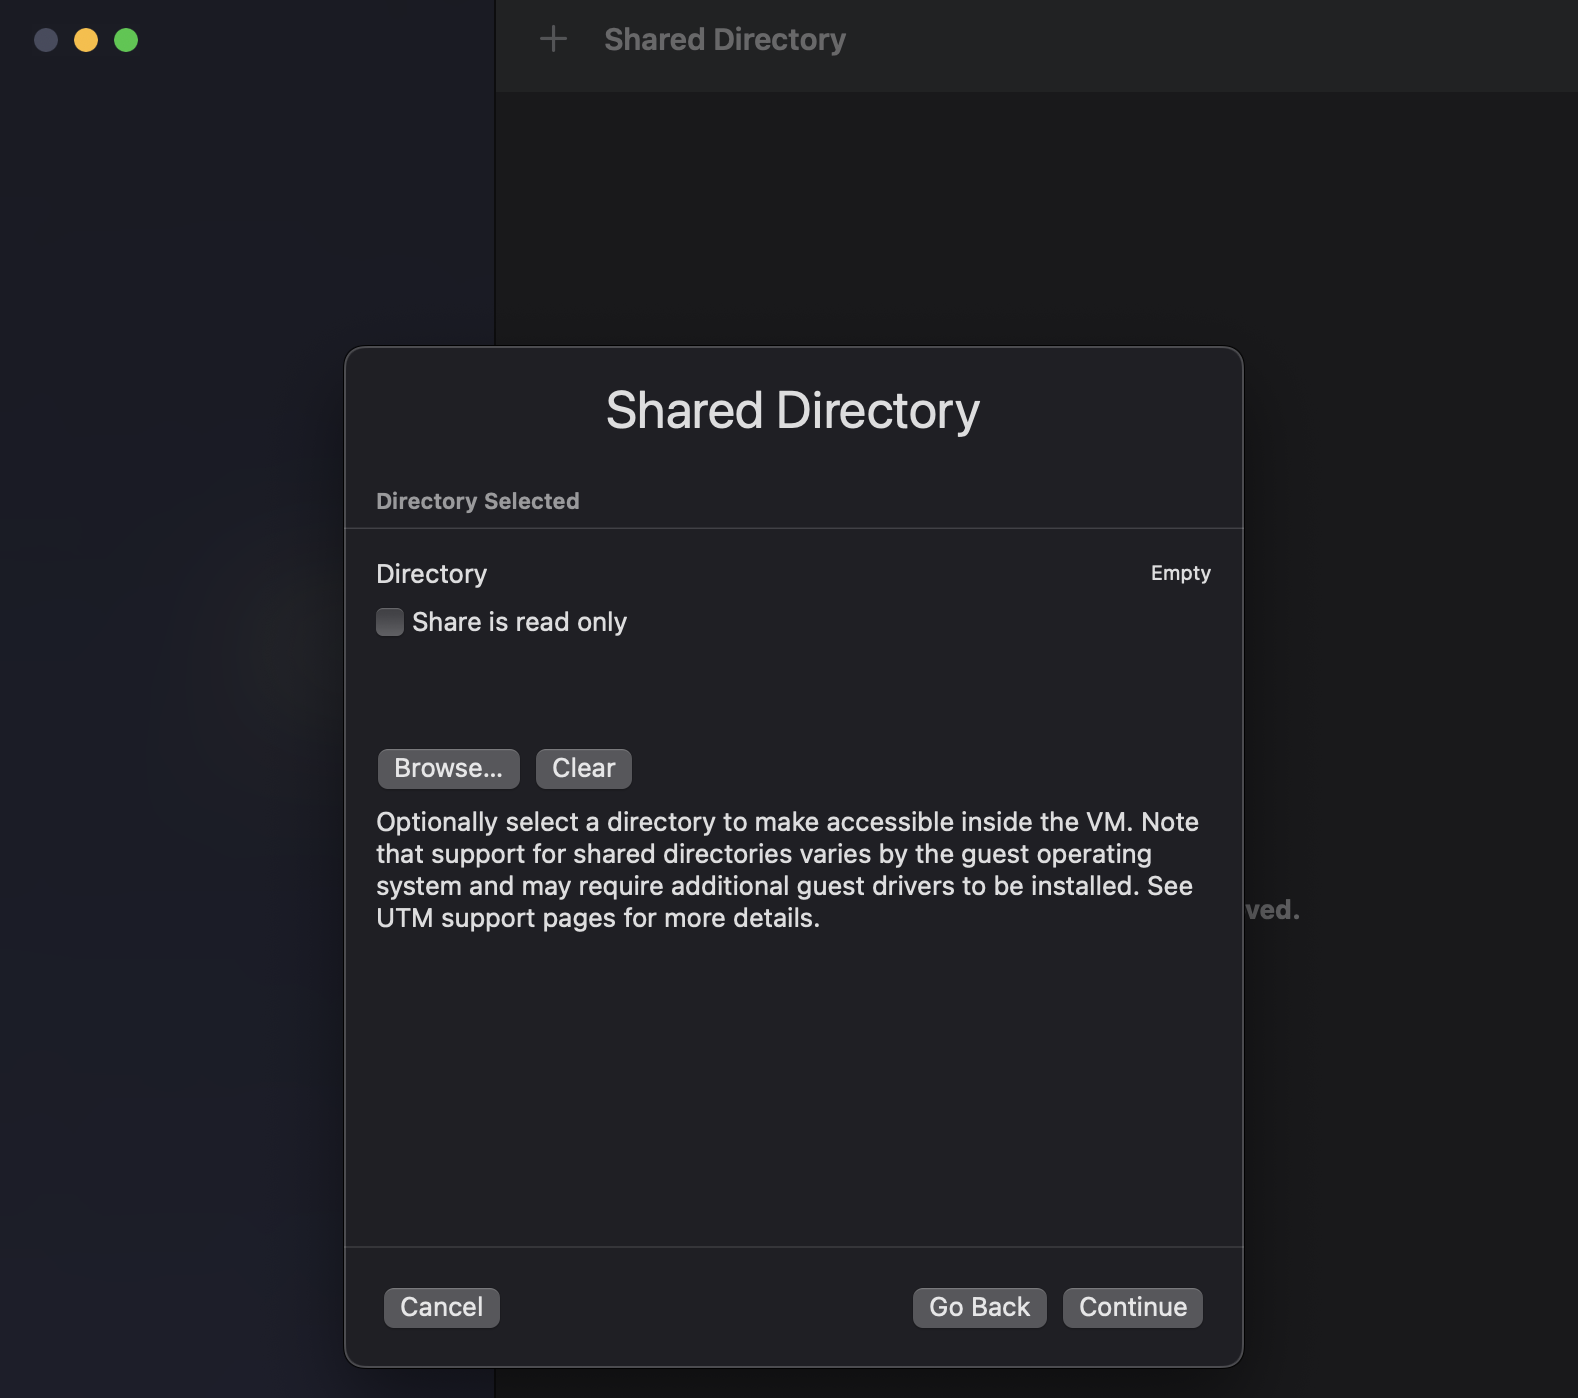 Shared Directory
Shared Directory
Directory Selected
Directory
Empty
Share is read only
Browse...
Clear
Optionally select a directory to make accessible inside the VM. Note
that support for shared directories varies by the guest operating
system and may require additional guest drivers to be installed. See
UTM support pages for more details.
ved.
Cancel
Go Back
Continue